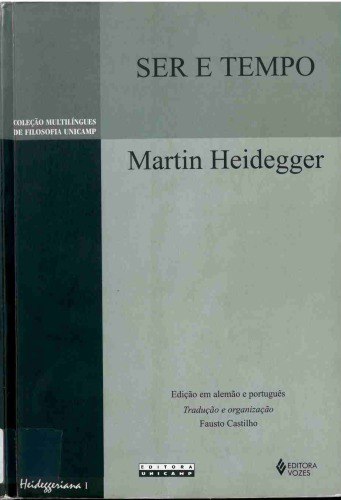 SER E TEMPO
COLEÇÃO MULTILÍNGUES
DE FILOSOFIA UNICAMP
Martin Heidegger
Edição em alemão e português
Tradução e organização
Fausto Castilho
Heideggeriana 1
EDITORA
UNICAMP
EDITORA
VOZES